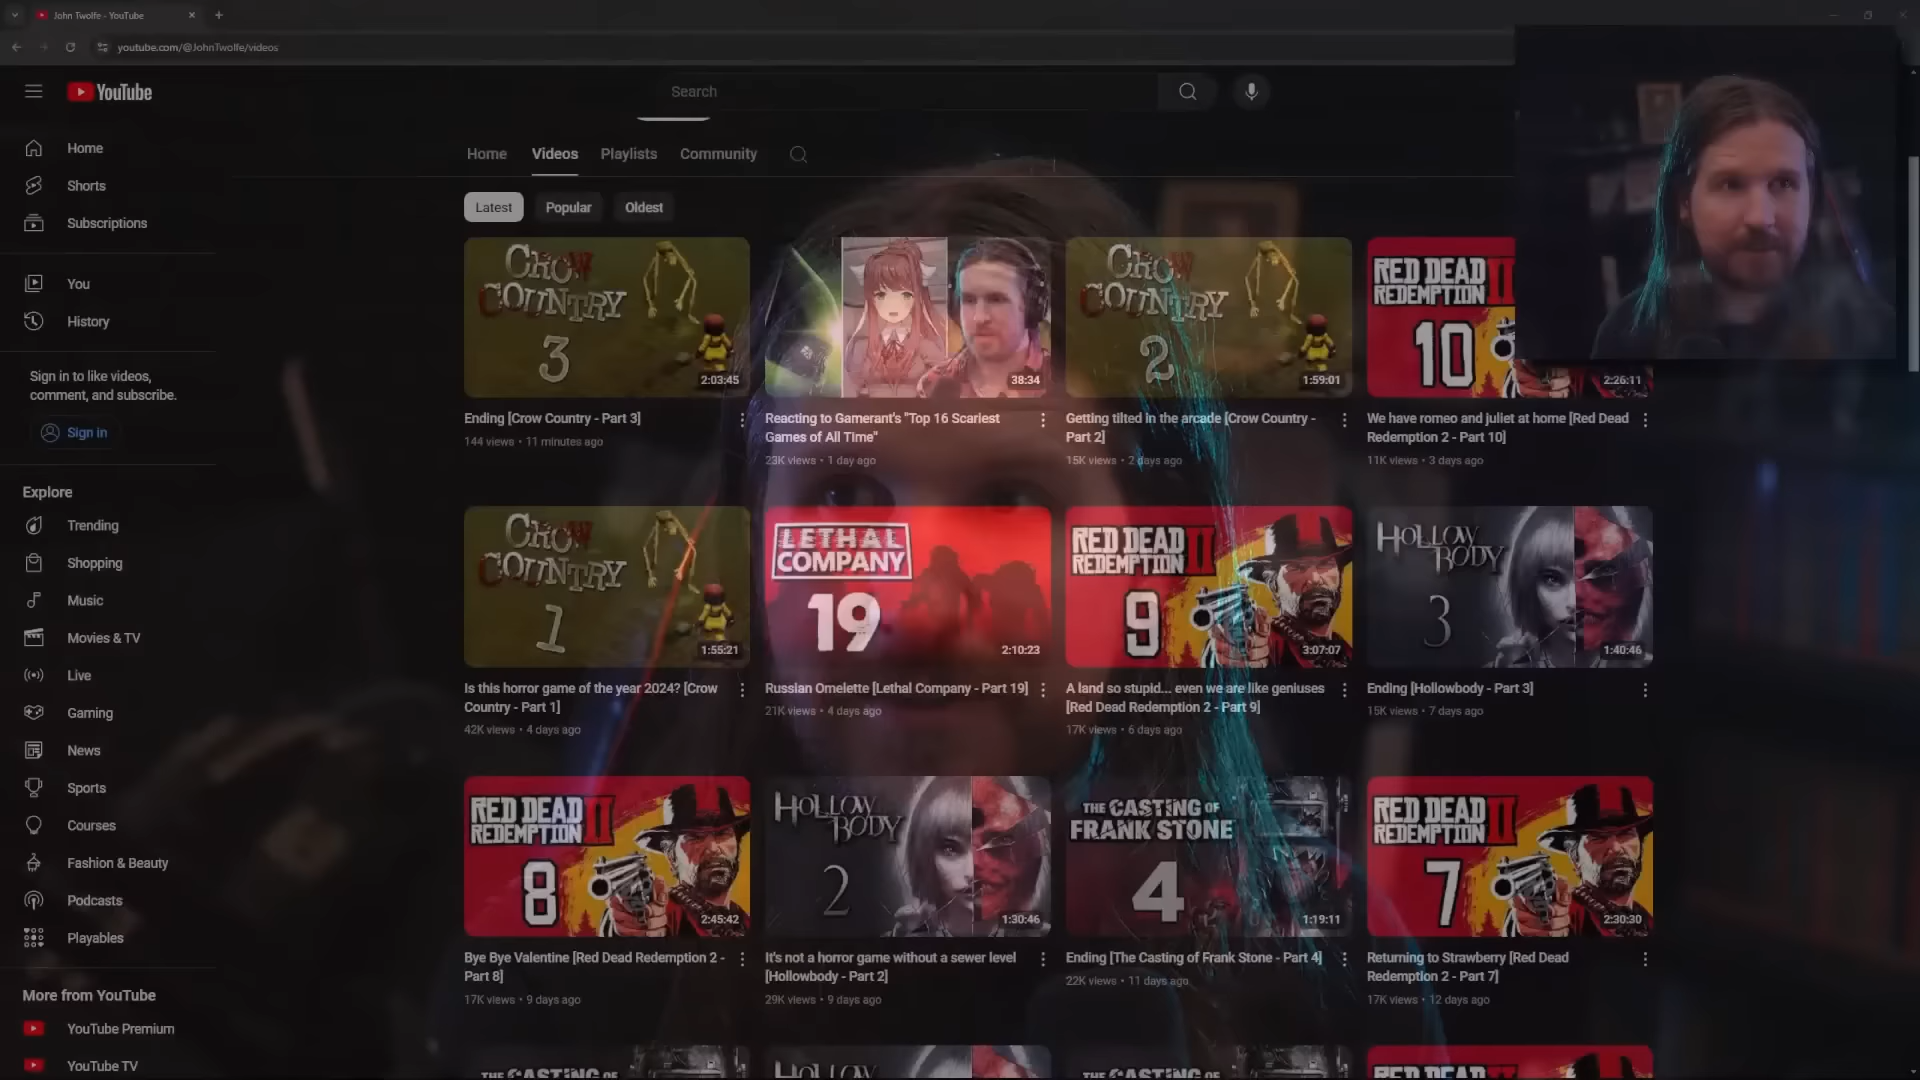 John Twolfe - YouTube
youtube.com/@JohnTwolfe/videos
YouTube
Search
Home
Shorts
Subscriptions
You
History
Sign in to like videos,
comment, and subscribe.
Sign in
Explore
Trending
Shopping
Music
Movies & TV
Live
Gaming
News
Sports
Courses
Fashion & Beauty
Podcasts
Playables
More from YouTube
YouTube Premium
YouTube TV
Home Videos Playlists Community
Latest Popular Oldest
CROW
COUNTRY
3
2:03:45
Ending [Crow Country - Part 3]
144 views • 11 minutes ago
38:34
Reacting to Gamerant's "Top 16 Scariest
Games of All Time"
23K views • 1 day ago
CROW
COUNTRY
2
1:59:01
Getting tilted in the arcade [Crow Country -
Part 2]
15K views • 2 days ago
RED DEAD
REDEMPTION II
10
2:26:11
We have romeo and juliet at home [Red Dead
Redemption 2 - Part 10]
11K views • 3 days ago
CROW
COUNTRY
1
1:55:21
Is this horror game of the year 2024? [Crow
Country - Part 1]
42K views • 4 days ago
LETHAL
COMPANY
19
2:10:23
Russian Omelette [Lethal Company - Part 19]
21K views • 4 days ago
RED DEAD
REDEMPTION II
9
3:07:07
A land so stupid... even we are like geniuses
[Red Dead Redemption 2 - Part 9]
17K views • 6 days ago
HOLLOW
BODY
3
1:40:46
Ending [Hollowbody - Part 3]
15K views • 7 days ago
RED DEAD
REDEMPTION II
8
2:45:42
Bye Bye Valentine [Red Dead Redemption 2 -
Part 8]
17K views • 9 days ago
HOLLOW
BODY
2
1:30:46
It's not a horror game without a sewer level
[Hollowbody - Part 2]
29K views • 9 days ago
THE CASTING OF
FRANK STONE
4
1:19:11
Ending [The Casting of Frank Stone - Part 4]
22K views • 11 days ago
RED DEAD
REDEMPTION II
7
2:30:30
Returning to Strawberry [Red Dead
Redemption 2 - Part 7]
17K views • 12 days ago
THE CASTING OF
HOLLOW
THE CASTING OF
RED DEAD